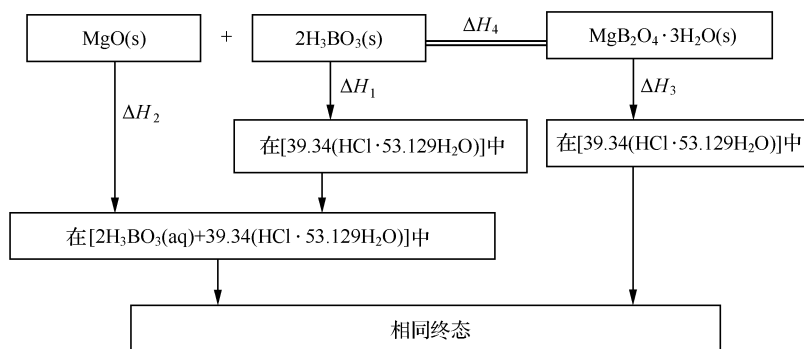 MgO(s) + 2H₃BO₃(s) ΔH₄ MgB₂O₄·3H₂O(s)
ΔH₂ ΔH₁ ΔH₃
在[39.34(HCl·53.129H₂O)]中 在[39.34(HCl·53.129H₂O)]中
在[2H₃BO₃(aq)+39.34(HCl·53.129H₂O)]中
相同终态